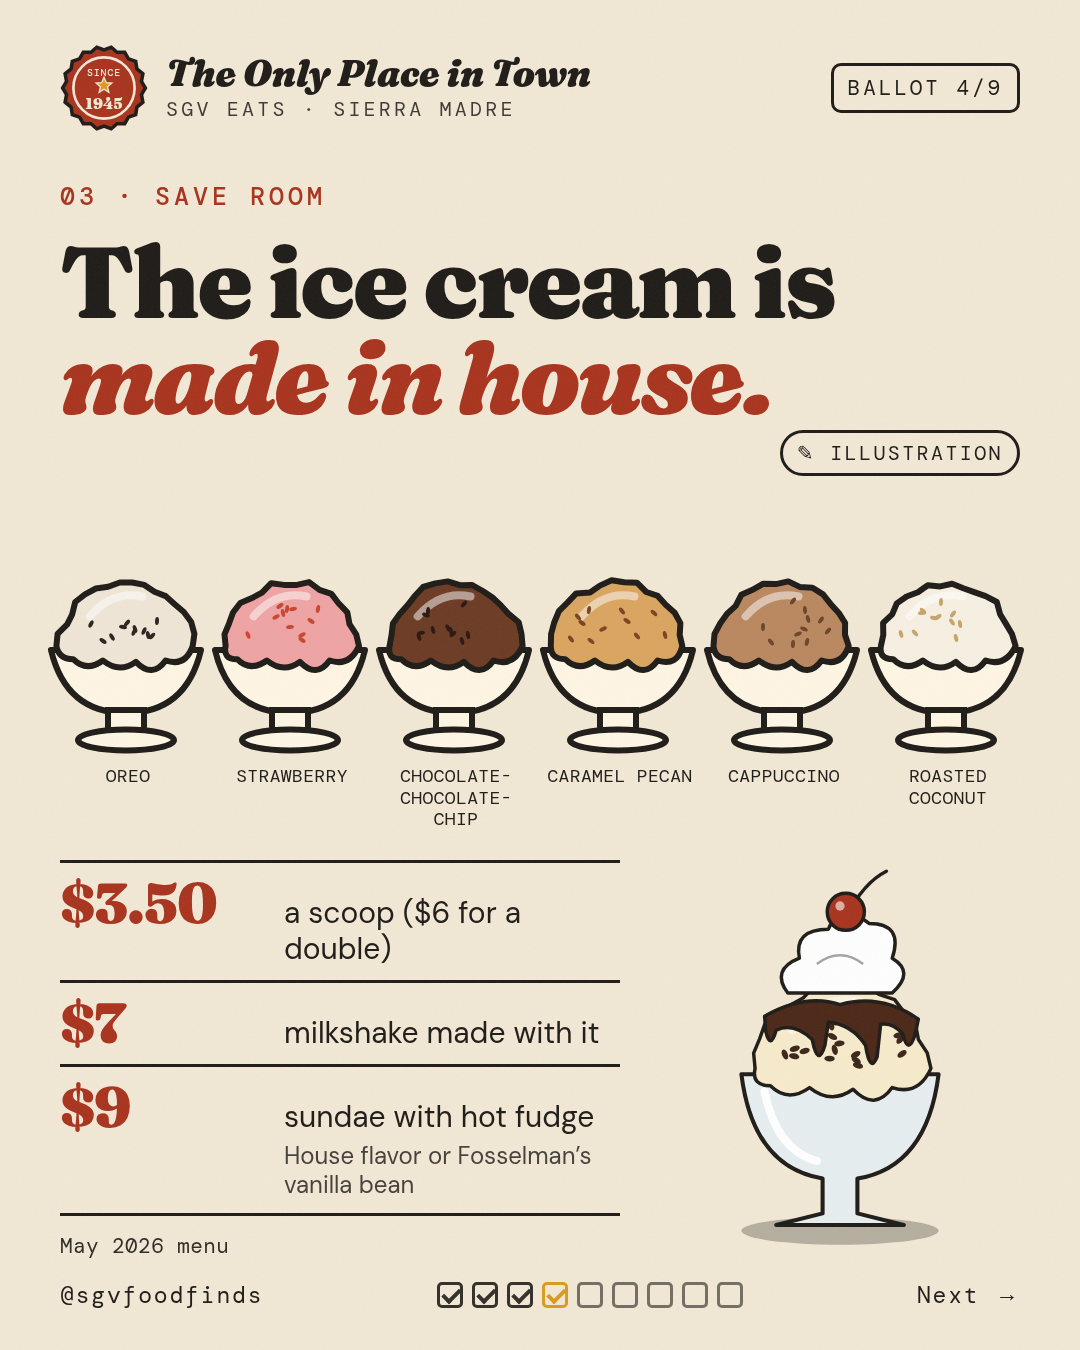 SINCE
1945
The Only Place in Town
SGV EATS · SIERRA MADRE
BALLOT 4/9
03 · SAVE ROOM
The ice cream is
made in house.
✎ ILLUSTRATION
OREO
STRAWBERRY
CHOCOLATE-
CHOCOLATE-
CHIP
CARAMEL PECAN
CAPPUCCINO
ROASTED
COCONUT
$3.50
a scoop ($6 for a
double)
$7
milkshake made with it
$9
sundae with hot fudge
House flavor or Fosselman’s
vanilla bean
May 2026 menu
@sgvfoodfinds
Next →